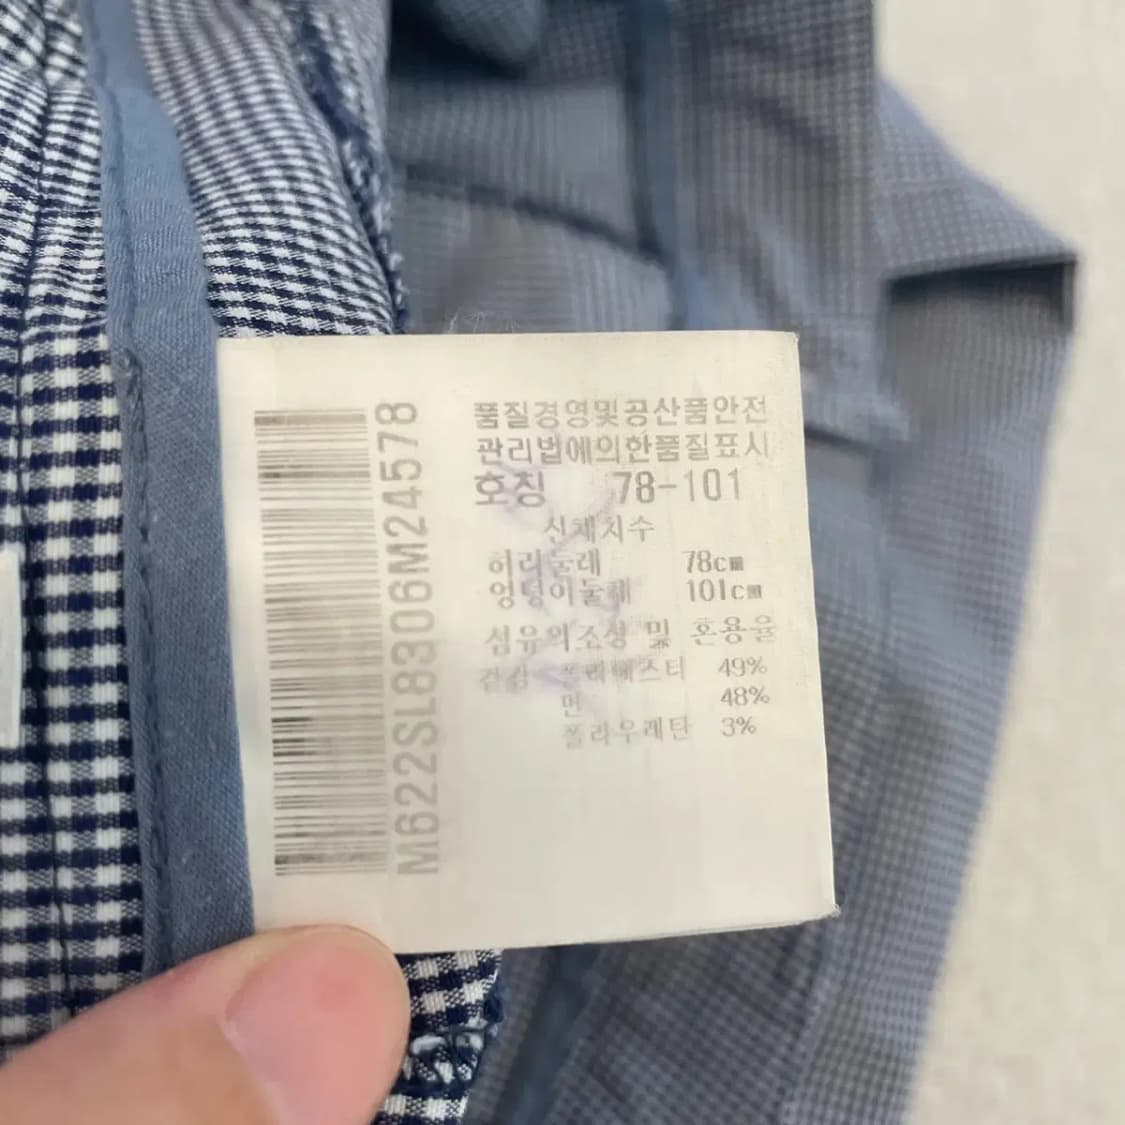 M622SL8306M24578
품질경영및공산품안전
관리법에의한품질표시
호칭 78-101
신체치수
허리둘레 78cm
엉덩이둘레 101cm
섬유의조성 및 혼용율
겉감 폴리에스터 49%
면 48%
폴라우레탄 3%